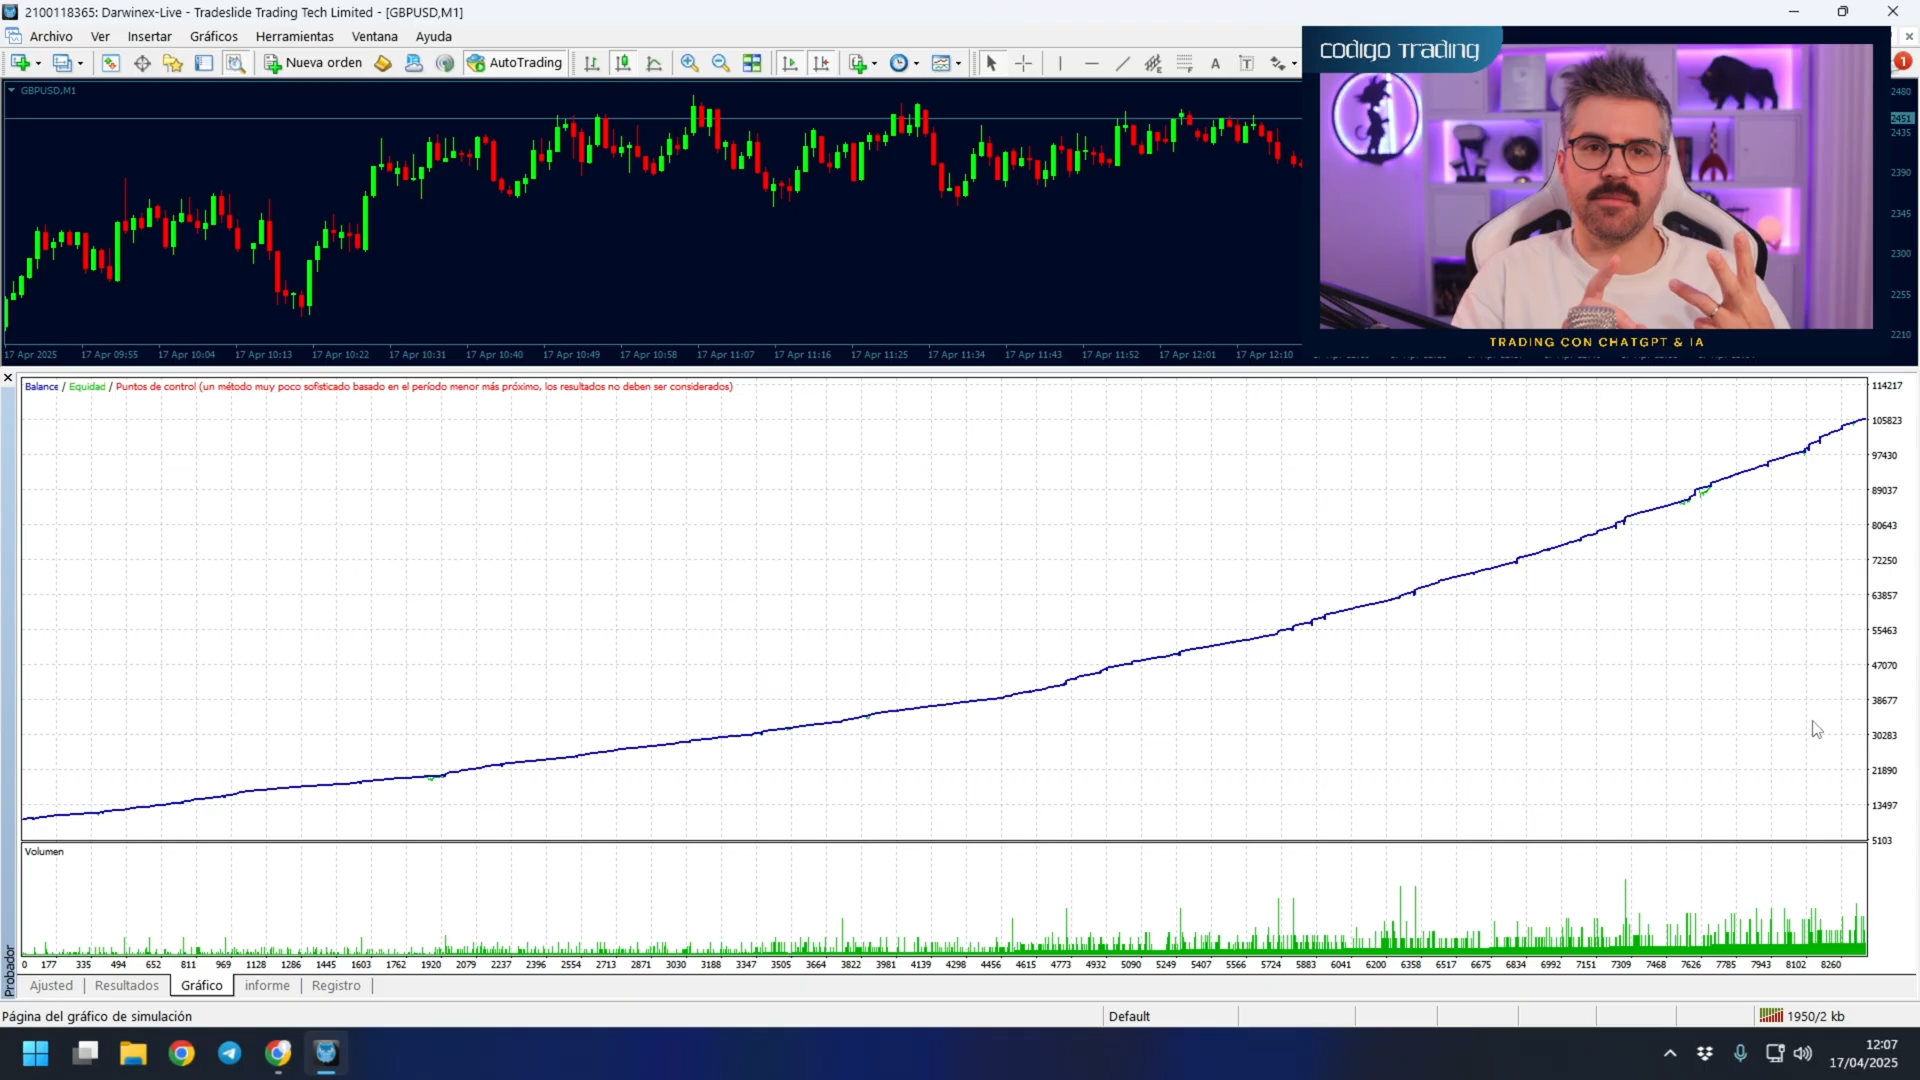 2100118365: Darwinex-Live - Tradeslide Trading Tech Limited - [GBPUSD,M1]
Archivo Ver Insertar Gráficos Herramientas Ventana Ayuda
Nueva orden AutoTrading
A T
1
codigo Trading
TRADING CON CHATGPT & IA
GBPUSD,M1
2480
2451
2435
2390
2345
2300
2255
2210
17 Apr 2025 17 Apr 09:55 17 Apr 10:04 17 Apr 10:13 17 Apr 10:22 17 Apr 10:31 17 Apr 10:40 17 Apr 10:49 17 Apr 10:58 17 Apr 11:07 17 Apr 11:16 17 Apr 11:25 17 Apr 11:34 17 Apr 11:43 17 Apr 11:52 17 Apr 12:01 17 Apr 12:10
Balance / Equidad / Puntos de control (un método muy poco sofisticado basado en el período menor más próximo, los resultados no deben ser considerados)
114217
105823
97430
89037
80643
72250
63857
55463
47070
38677
30283
21890
13497
5103
Volumen
0 177 335 494 652 811 969 1128 1286 1445 1603 1762 1920 2079 2237 2396 2554 2713 2871 3030 3188 3347 3505 3664 3822 3981 4139 4298 4456 4615 4773 4932 5090 5249 5407 5566 5724 5883 6041 6200 6358 6517 6675 6834 6992 7151 7309 7468 7626 7785 7943 8102 8260
Probador
Ajusted Resultados Gráfico informe Registro
Página del gráfico de simulación Default 1950/2 kb
12:07
17/04/2025